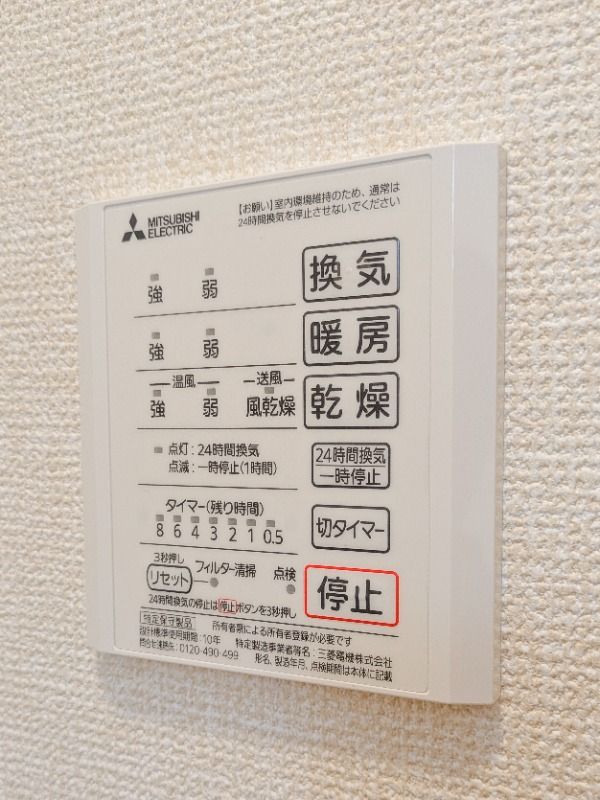 MITSUBISHI
ELECTRIC
【お願い】室内環境維持のため、通常は
24時間換気を停止させないでください
強 弱
換気
強 弱
暖房
温風 送風
強 弱 風乾燥
乾燥
点灯:24時間換気
点滅:一時停止(1時間)
24時間換気
一時停止
タイマー(残り時間)
8 6 4 3 2 1 0.5
切タイマー
3秒押し
リセット フィルター清掃 点検
停止
24時間換気の停止は停止ボタンを3秒押し
特定保守製品 所有者票による所有者登録が必要です
設計標準使用期間:10年 特定製造事業者等名:三菱電機株式会社
問合せ連絡先:0120-490-499 形名、製造年月、点検期間は本体に記載